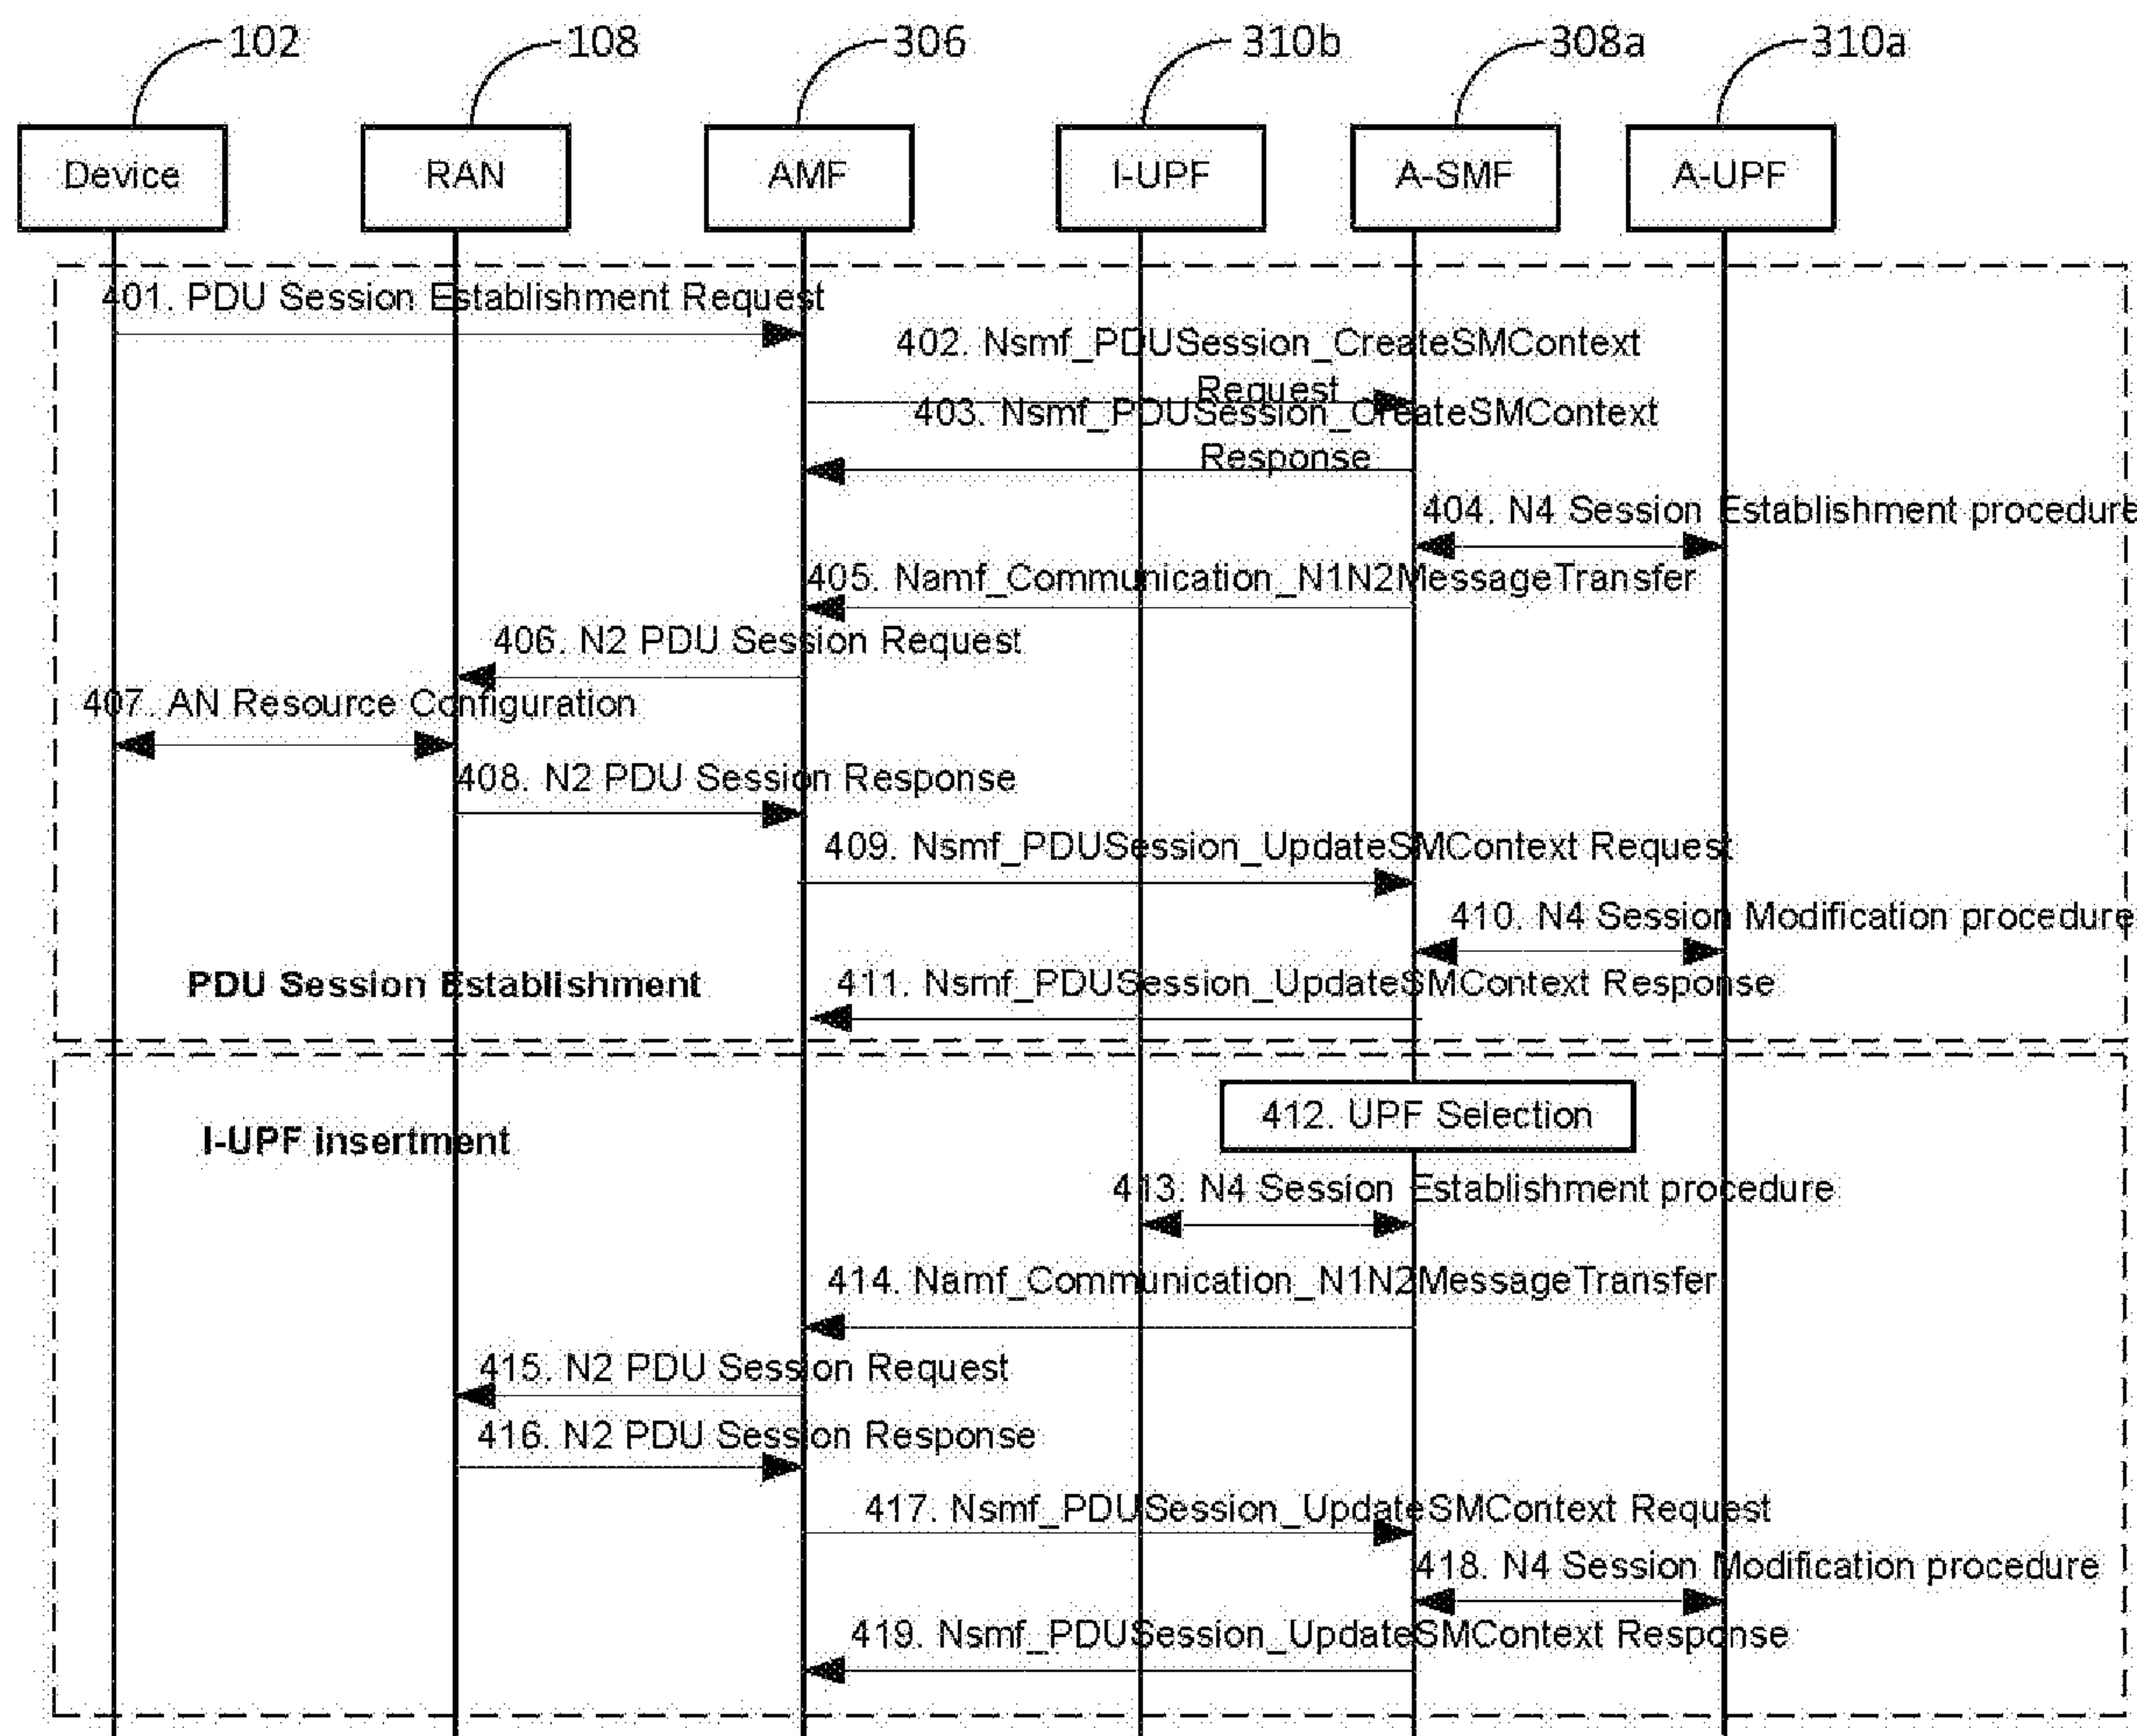 102
108
306
310b
308a
310a
Device
RAN
AMF
I-UPF
A-SMF
A-UPF
401. PDU Session Establishment Request
402. Nsmf_PDUSession_CreateSMContext
Request
403. Nsmf_PDUSession_CreateSMContext
Response
404. N4 Session Establishment procedure
405. Namf_Communication_N1N2MessageTransfer
406. N2 PDU Session Request
407. AN Resource Configuration
408. N2 PDU Session Response
409. Nsmf_PDUSession_UpdateSMContext Request
410. N4 Session Modification procedure
PDU Session Establishment
411. Nsmf_PDUSession_UpdateSMContext Response
412. UPF Selection
I-UPF insertment
413. N4 Session Establishment procedure
414. Namf_Communication_N1N2MessageTransfer
415. N2 PDU Session Request
416. N2 PDU Session Response
417. Nsmf_PDUSession_UpdateSMContext Request
418. N4 Session Modification procedure
419. Nsmf_PDUSession_UpdateSMContext Response